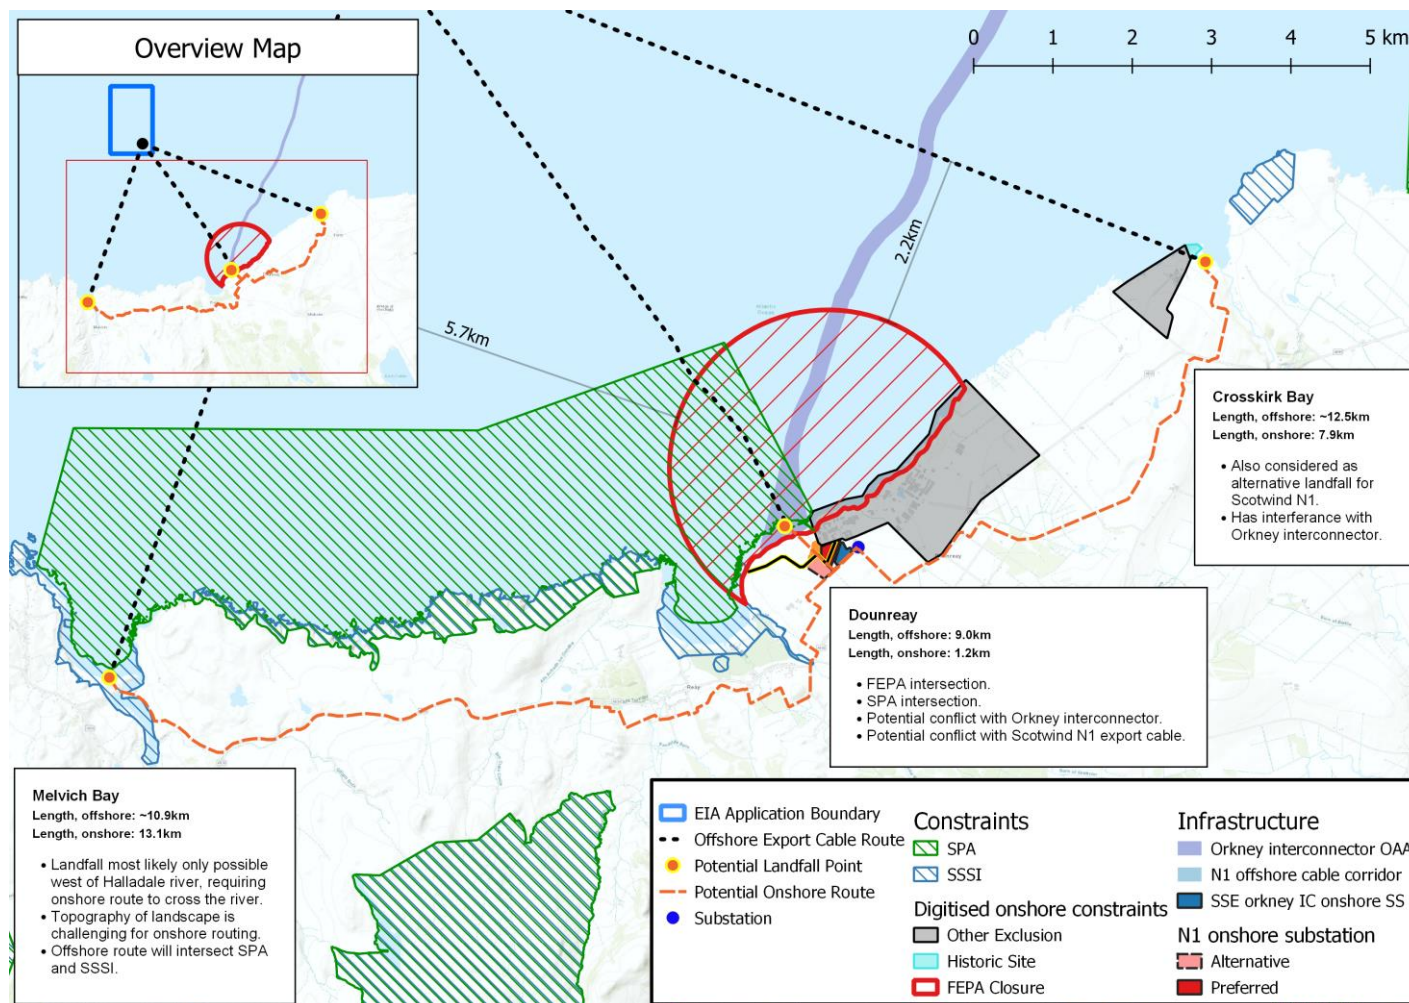 Overview Map
0 1 2 3 4 5 km
2.2km
5.7km
Crosskirk Bay
Length, offshore: ~12.5km
Length, onshore: 7.9km
• Also considered as
alternative landfall for
Scotwind N1.
• Has interferance with
Orkney interconnector.
Dounreay
Length, offshore: 9.0km
Length, onshore: 1.2km
• FEPA intersection.
• SPA intersection.
• Potential conflict with Orkney interconnector.
• Potential conflict with Scotwind N1 export cable.
Melvich Bay
Length, offshore: ~10.9km
Length, onshore: 13.1km
• Landfall most likely only possible
west of Halladale river, requiring
onshore route to cross the river.
• Topography of landscape is
challenging for onshore routing.
• Offshore route will intersect SPA
and SSSI.
EIA Application Boundary
Offshore Export Cable Route
Potential Landfall Point
Potential Onshore Route
Substation
Constraints
SPA
SSSI
Digitised onshore constraints
Other Exclusion
Historic Site
FEPA Closure
Infrastructure
Orkney interconnector OAA
N1 offshore cable corridor
SSE orkney IC onshore SS
N1 onshore substation
Alternative
Preferred